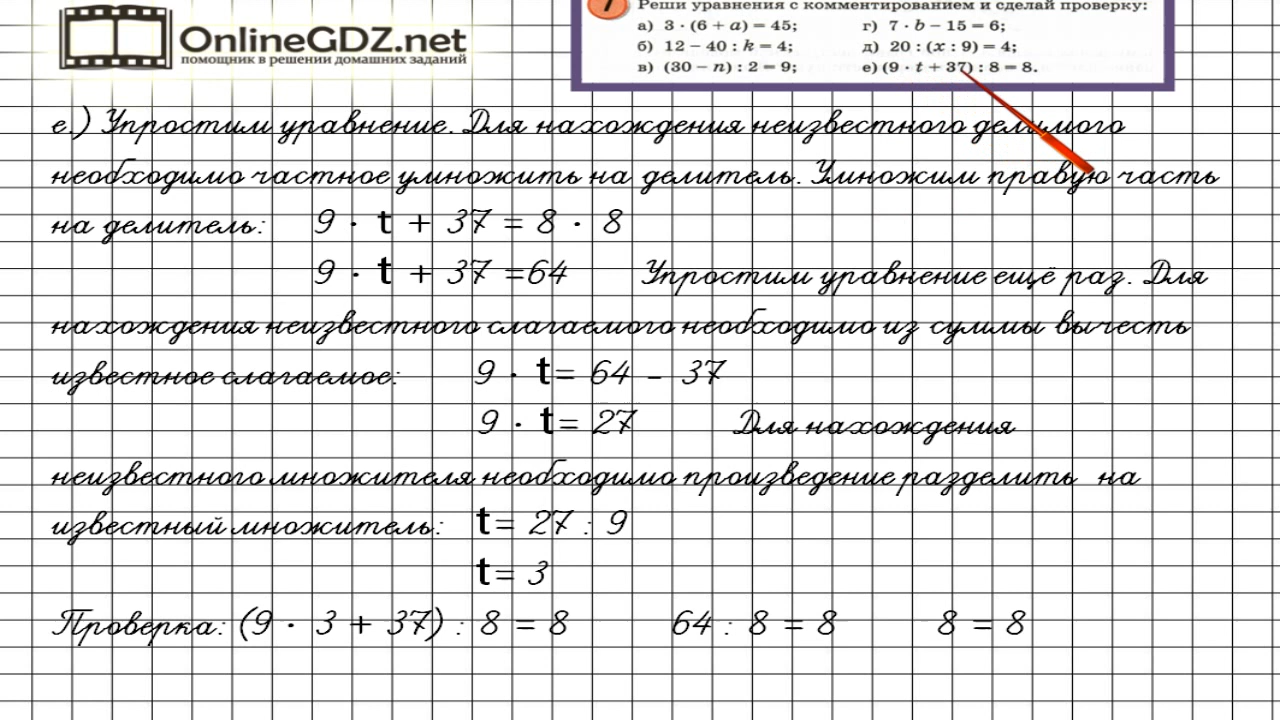 OnlineGDZ.net
помощник в решении домашних заданий
7 Реши уравнения с комментированием и сделай проверку:
а) 3 · (6 + a) = 45; г) 7 · b − 15 = 6;
б) 12 − 40 : k = 4; д) 20 : (x : 9) = 4;
в) (30 − n) : 2 = 9; е) (9 · t + 37) : 8 = 8.
е.) Упростим уравнение. Для нахождения неизвестного делимого
необходимо частное умножить на делитель. Умножим правую часть
на делитель: 9 · t + 37 = 8 · 8
9 · t + 37 =64 Упростим уравнение ещё раз. Для
нахождения неизвестного слагаемого необходимо из суммы вычесть
известное слагаемое: 9 · t= 64 - 37
9 · t= 27 Для нахождения
неизвестного множителя необходимо произведение разделить на
известный множитель: t= 27 : 9
t= 3
Проверка: (9 · 3 + 37) : 8 = 8 64 : 8 = 8 8 = 8